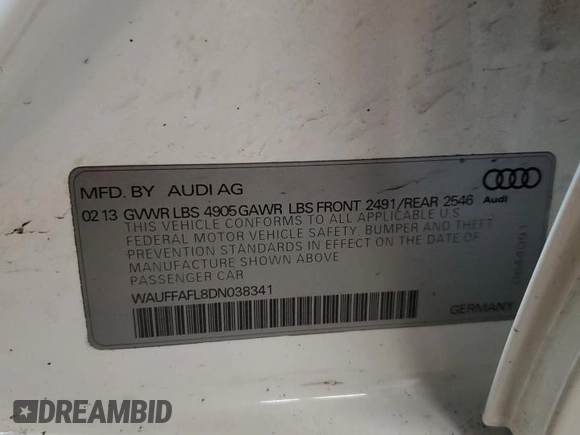 MFD. BY AUDI AG
02 13 GVWR LBS 4905 GAWR LBS FRONT 2491/REAR 2546
Audi
THIS VEHICLE CONFORMS TO ALL APPLICABLE U S
FEDERAL MOTOR VEHICLE SAFETY, BUMPER AND THEFT
PREVENTION STANDARDS IN EFFECT ON THE DATE OF
MANUFACTURE SHOWN ABOVE
PASSENGER CAR
WAUFFAFL8DN038341
GERMANY
DREAMBID